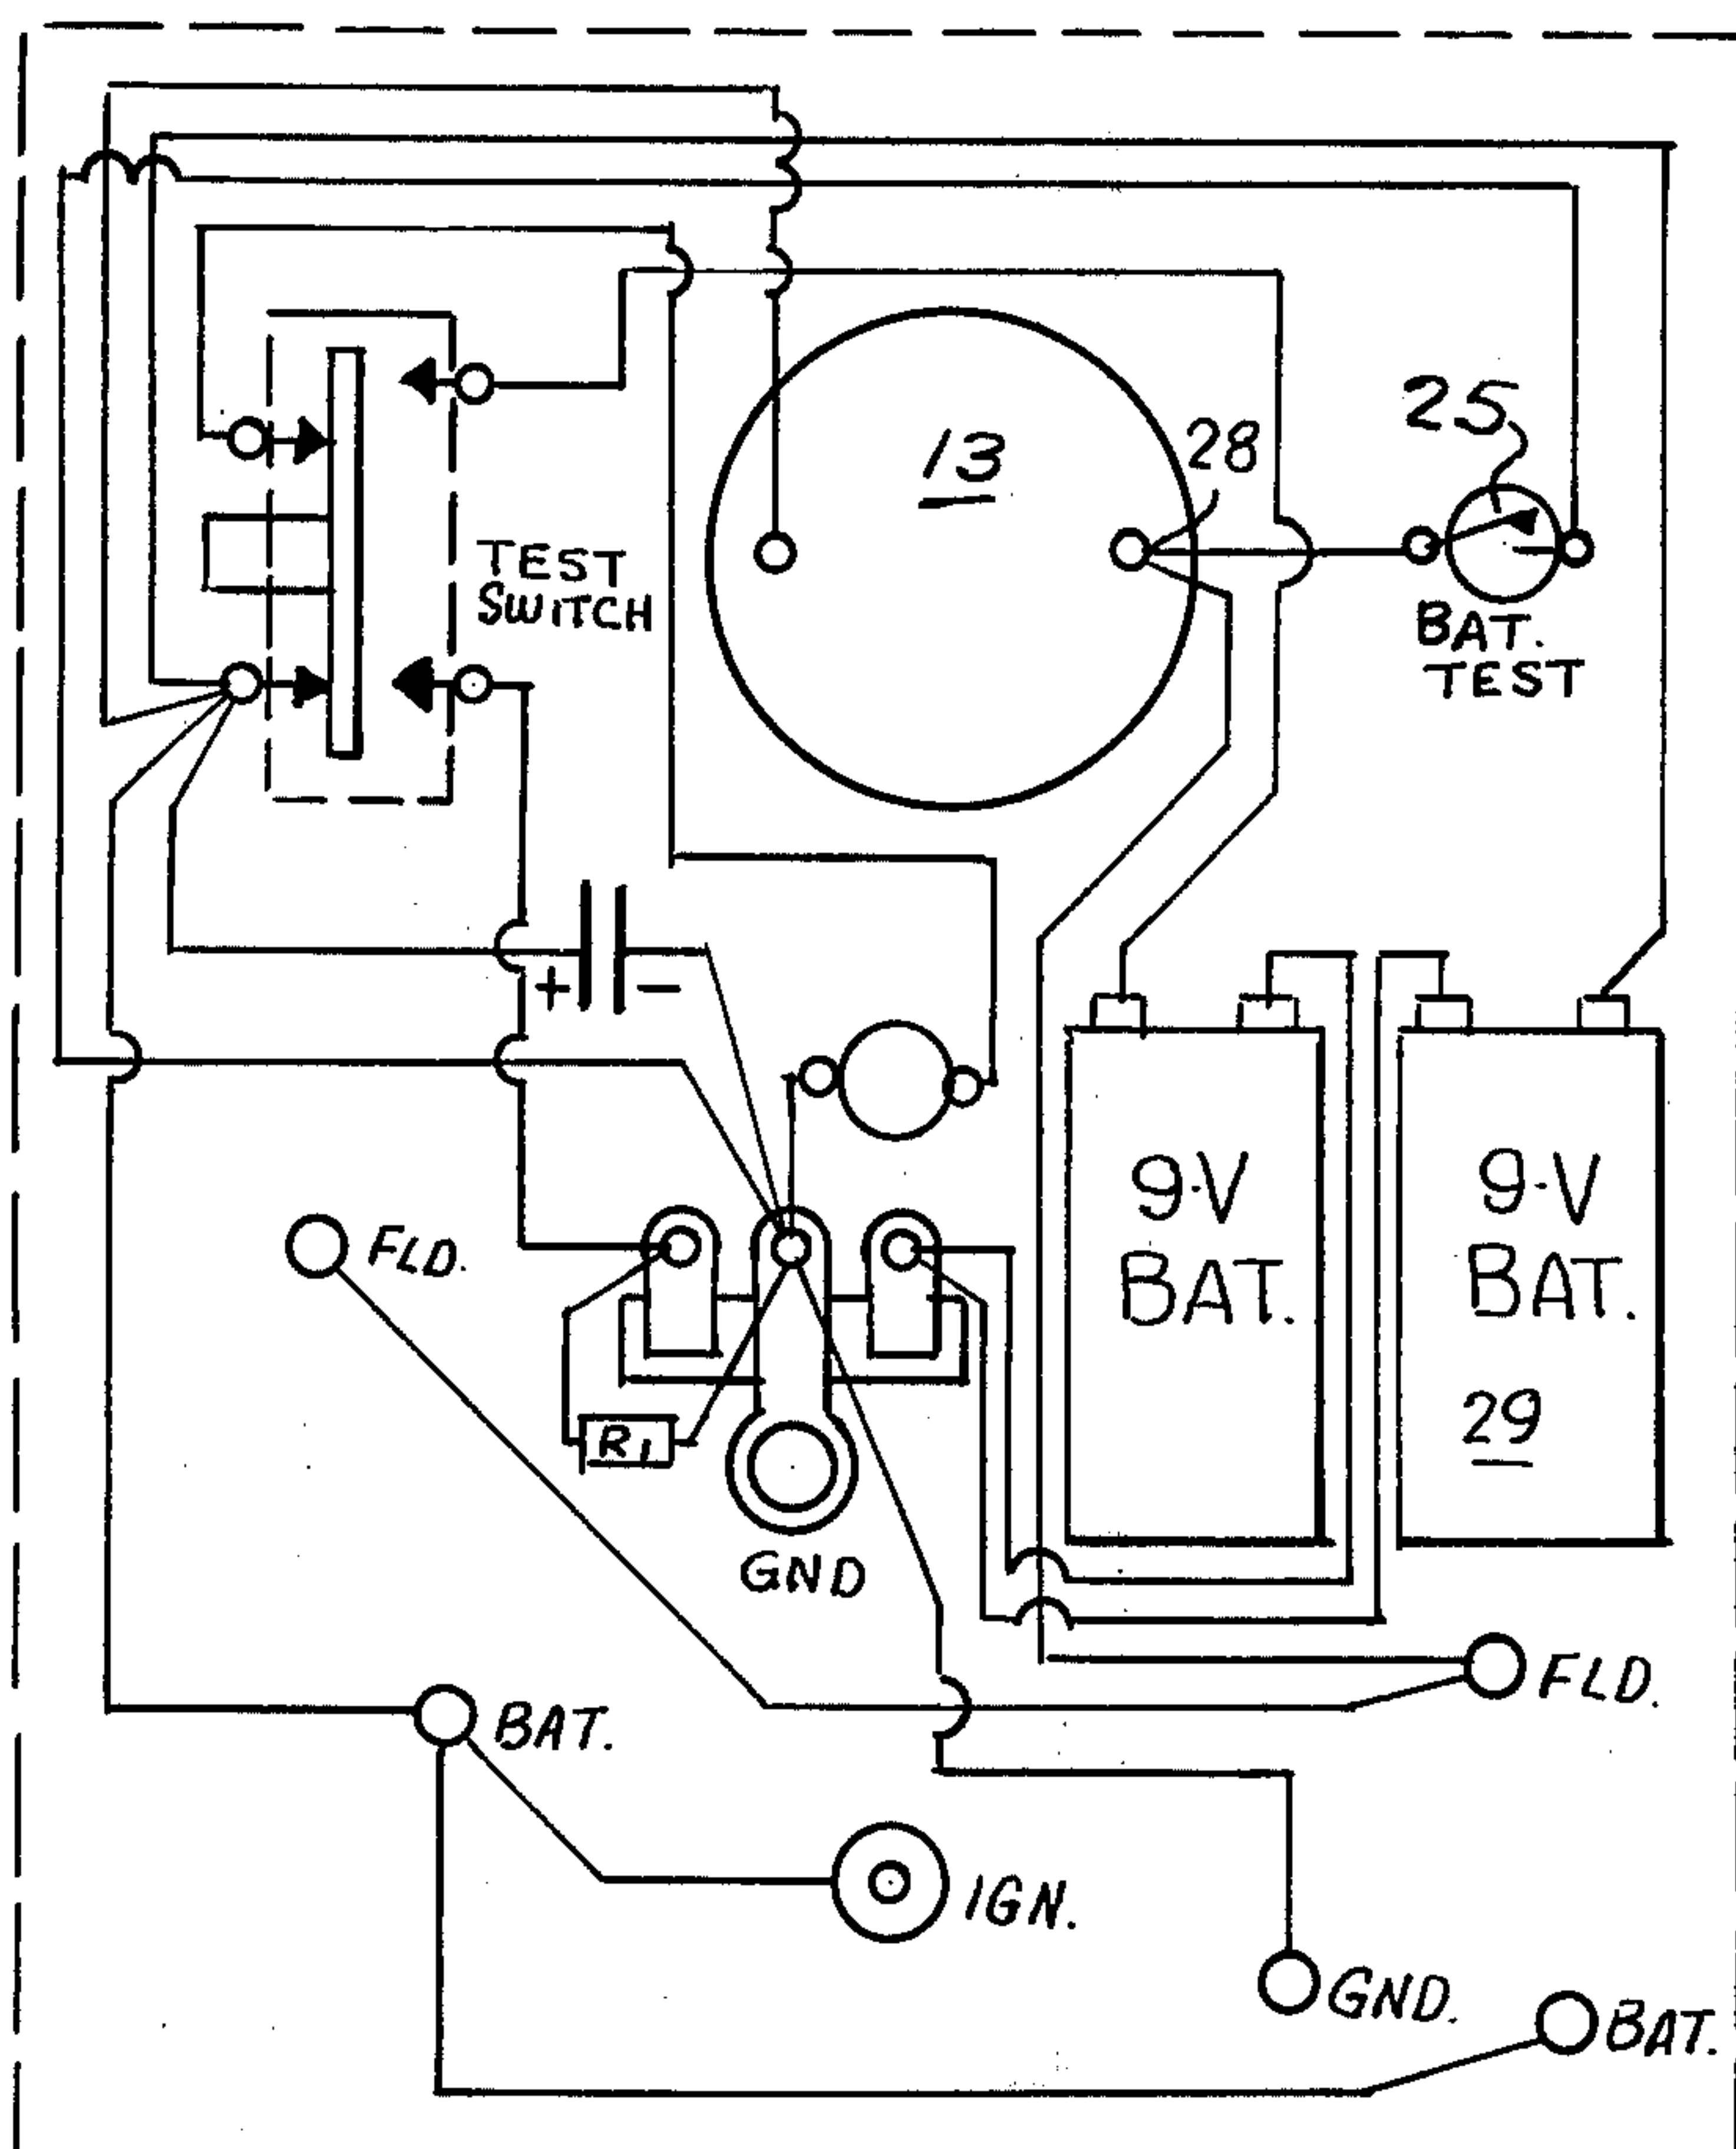 13
28
25
TEST
SWITCH
BAT.
TEST
+
−
9-V
BAT.
9-V
BAT.
29
FLD.
R1
GND
FLD.
BAT.
IGN.
GND.
BAT.